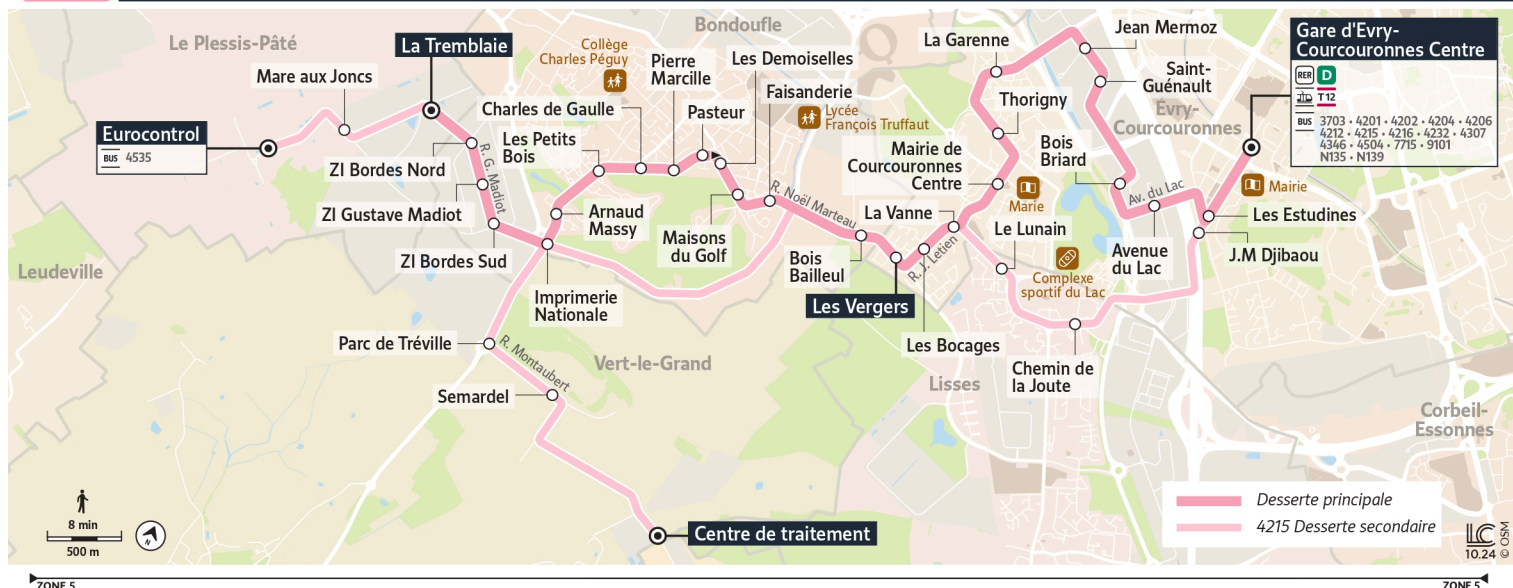 Le Plessis-Pâté
Bondoufle
Leudeville
Vert-le-Grand
Lisses
Évry-
Courcouronnes
Corbeil-
Essonnes
Eurocontrol
BUS 4535
Mare aux Joncs
La Tremblaie
ZI Bordes Nord
R. G. Madiot
ZI Gustave Madiot
ZI Bordes Sud
Imprimerie
Nationale
Parc de Tréville
R. Montaubert
Semardel
Centre de traitement
Arnaud
Massy
Les Petits
Bois
Charles de Gaulle
Collège
Charles Péguy
Pierre
Marcille
Pasteur
Les Demoiselles
Maisons
du Golf
Faisanderie
Lycée
François Truffaut
R. Noël Marteau
Bois
Bailleul
Les Vergers
R. J. Letien
Les Bocages
La Vanne
Mairie de
Courcouronnes
Centre
Marie
Thorigny
La Garenne
Jean Mermoz
Saint-
Guénault
Bois
Briard
Av. du Lac
Avenue
du Lac
Le Lunain
Complexe
sportif du Lac
Chemin de
la Joute
J.M Djibaou
Les Estudines
Mairie
Gare d'Evry-
Courcouronnes Centre
RER D
T12
BUS 3703 • 4201 • 4202 • 4204 • 4206
4212 • 4215 • 4216 • 4232 • 4307
4346 • 4504 • 7715 • 9101
N135 • N139
Desserte principale
4215 Desserte secondaire
8 min
500 m
N
LC
10.24 © OSM
ZONE 5
ZONE 5